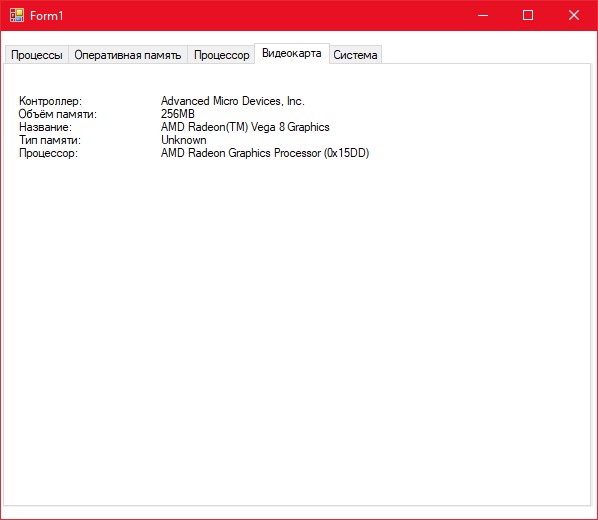 Form1
Процессы Оперативная память Процессор Видеокарта Система
Контроллер: Advanced Micro Devices, Inc.
Объём памяти: 256MB
Название: AMD Radeon(TM) Vega 8 Graphics
Тип памяти: Unknown
Процессор: AMD Radeon Graphics Processor (0x15DD)